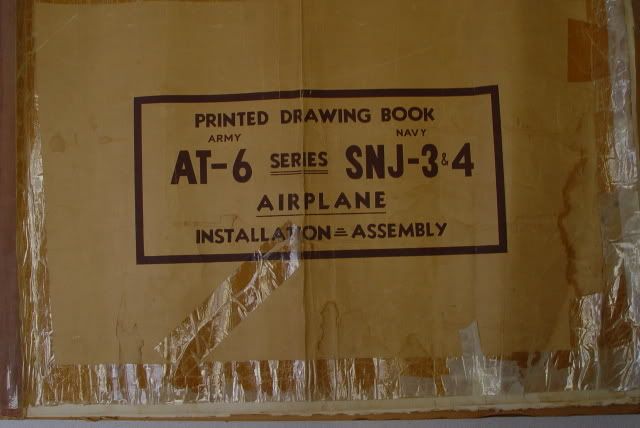 PRINTED DRAWING BOOK
ARMY NAVY
AT-6 SERIES SNJ-3&4
AIRPLANE
INSTALLATION = ASSEMBLY